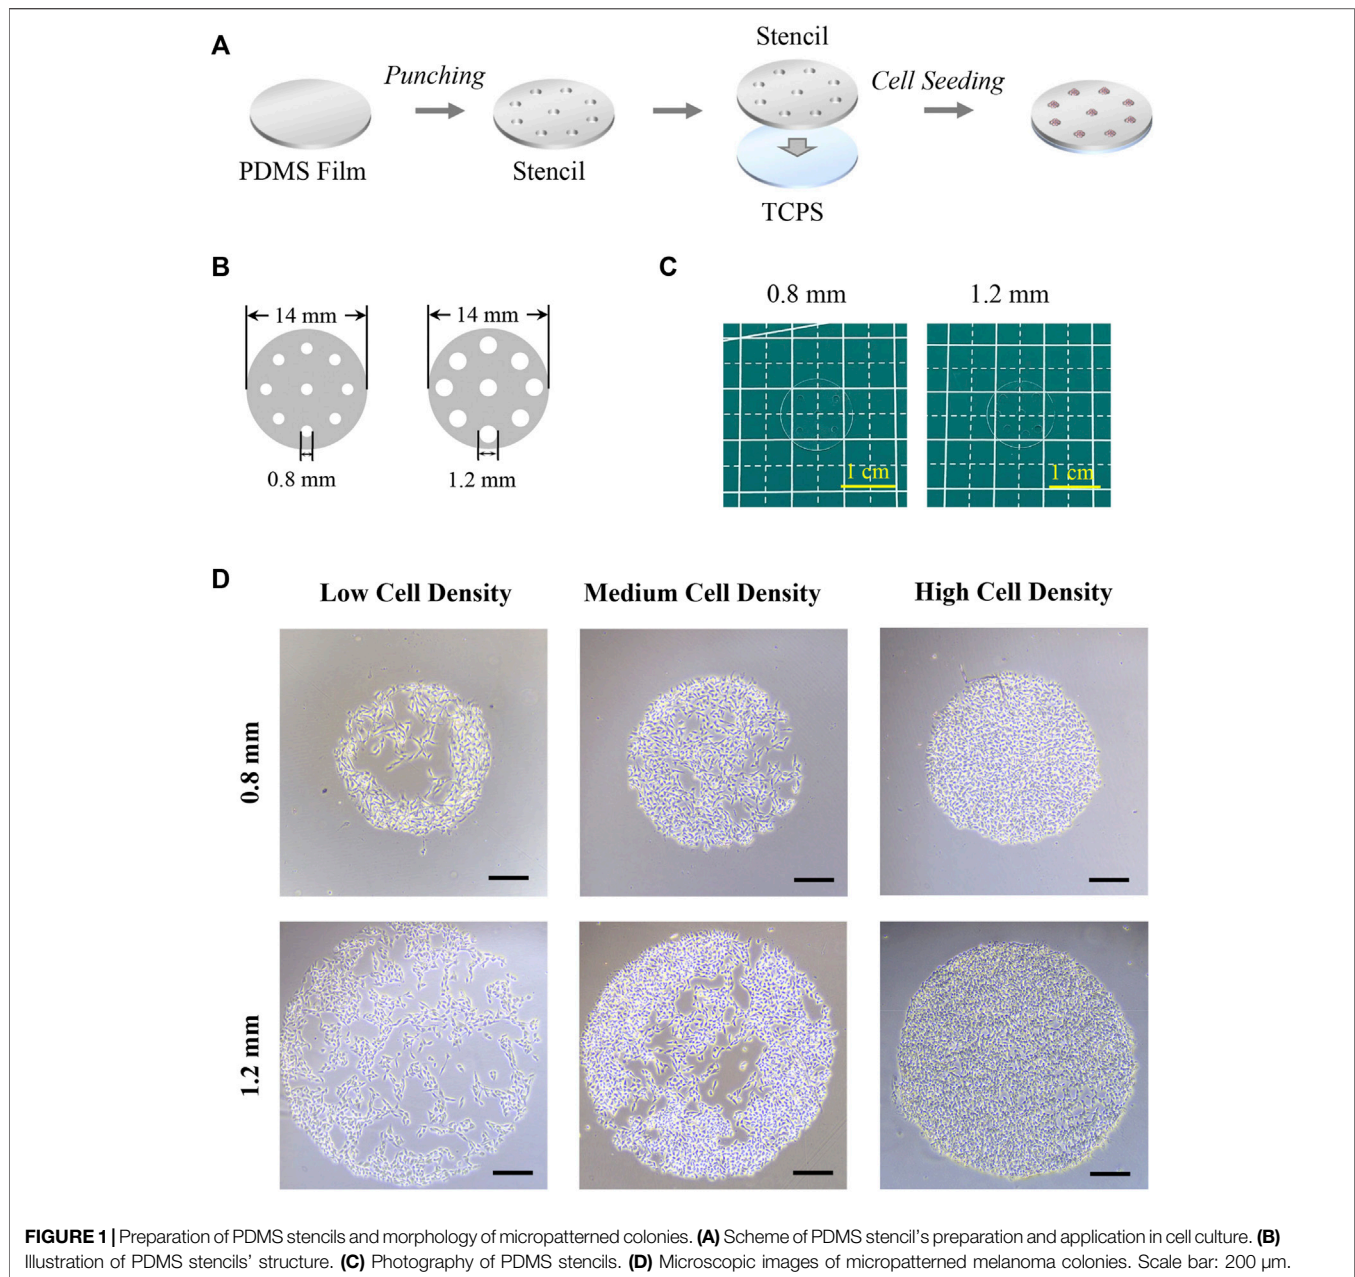 A
Stencil
Punching
Cell Seeding
PDMS Film
Stencil
TCPS
B
14 mm
14 mm
0.8 mm
1.2 mm
C
0.8 mm
1.2 mm
1 cm
1 cm
D
Low Cell Density
Medium Cell Density
High Cell Density
0.8 mm
1.2 mm
FIGURE 1 | Preparation of PDMS stencils and morphology of micropatterned colonies. (A) Scheme of PDMS stencil’s preparation and application in cell culture. (B)
Illustration of PDMS stencils’ structure. (C) Photography of PDMS stencils. (D) Microscopic images of micropatterned melanoma colonies. Scale bar: 200 µm.